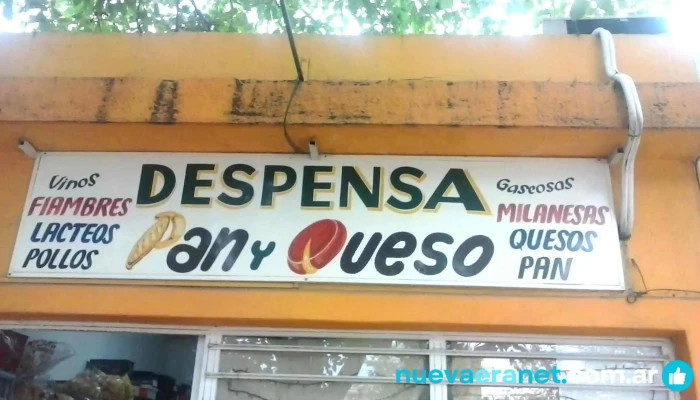 Vinos
FIAMBRES
LACTEOS
POLLOS
DESPENSA
Pan y Queso
Gaseosas
MILANESAS
QUESOS
PAN
nuevaeranet.com.ar